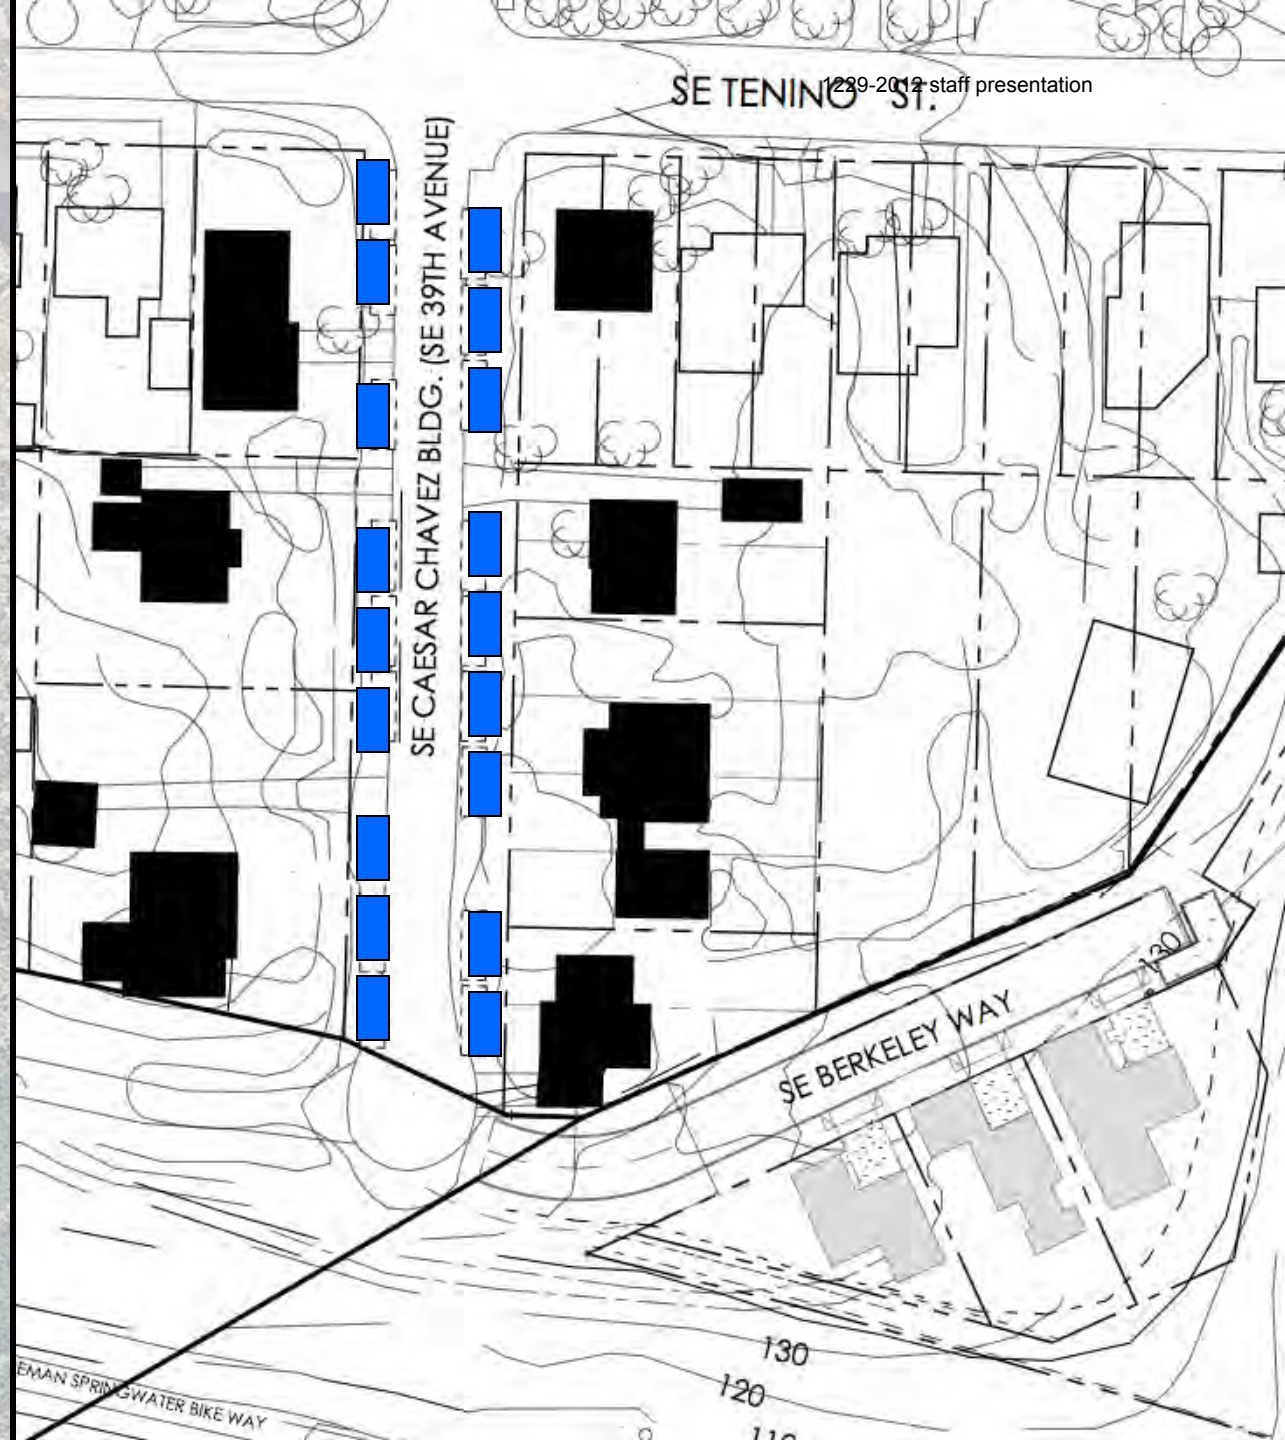 SE TENINO ST.
1229-2012 staff presentation
SE CAESAR CHAVEZ BLDG. (SE 39TH AVENUE)
130
SE BERKELEY WAY
130
120
110
EMAN SPRINGWATER BIKE WAY